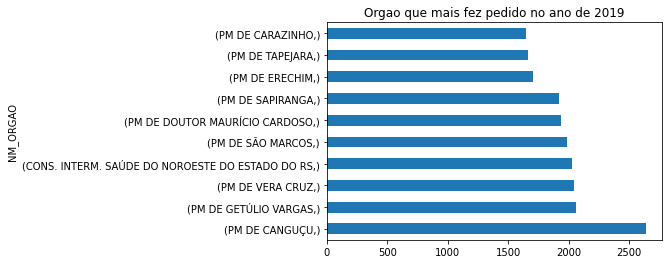 Orgao que mais fez pedido no ano de 2019
NM_ORGAO
(PM DE CARAZINHO,)
(PM DE TAPEJARA,)
(PM DE ERECHIM,)
(PM DE SAPIRANGA,)
(PM DE DOUTOR MAURÍCIO CARDOSO,)
(PM DE SÃO MARCOS,)
(CONS. INTERM. SAÚDE DO NOROESTE DO ESTADO DO RS,)
(PM DE VERA CRUZ,)
(PM DE GETÚLIO VARGAS,)
(PM DE CANGUÇU,)
0 500 1000 1500 2000 2500